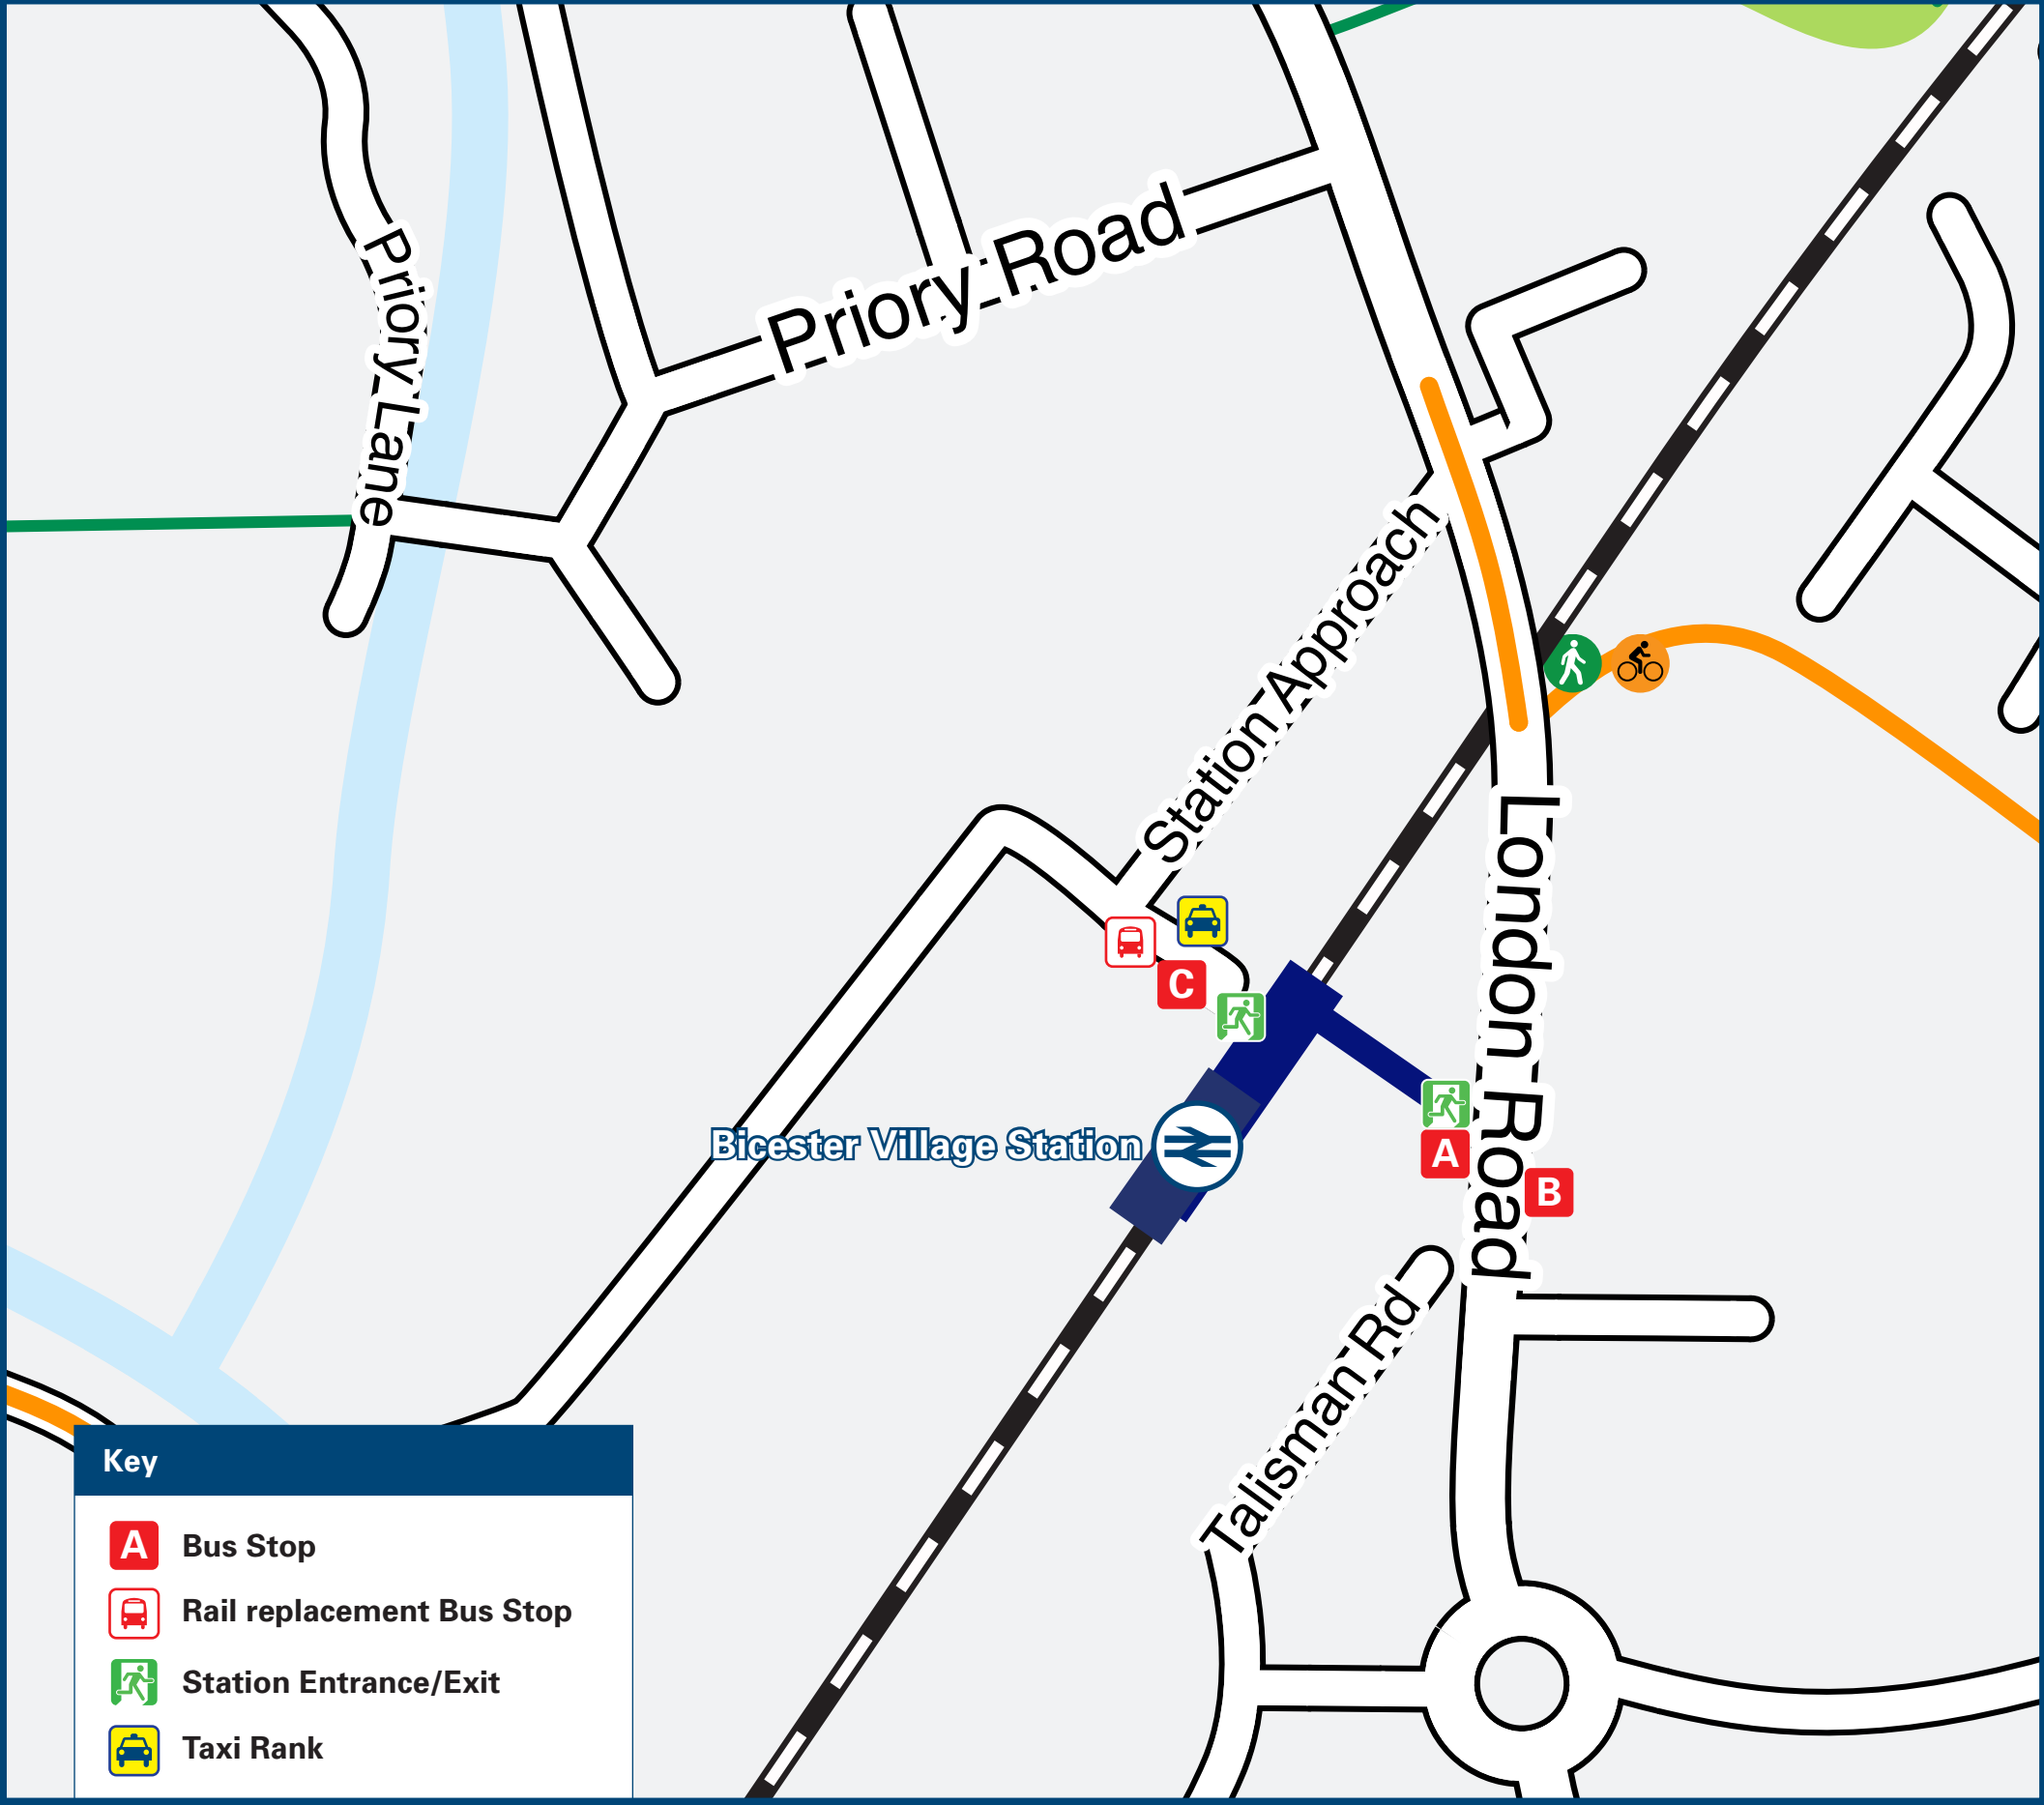 Priory Road
Priory Lane
Station Approach
London Road
C
Bicester Village Station
A
B
Talisman Rd
Key
A Bus Stop
Rail replacement Bus Stop
Station Entrance/Exit
Taxi Rank